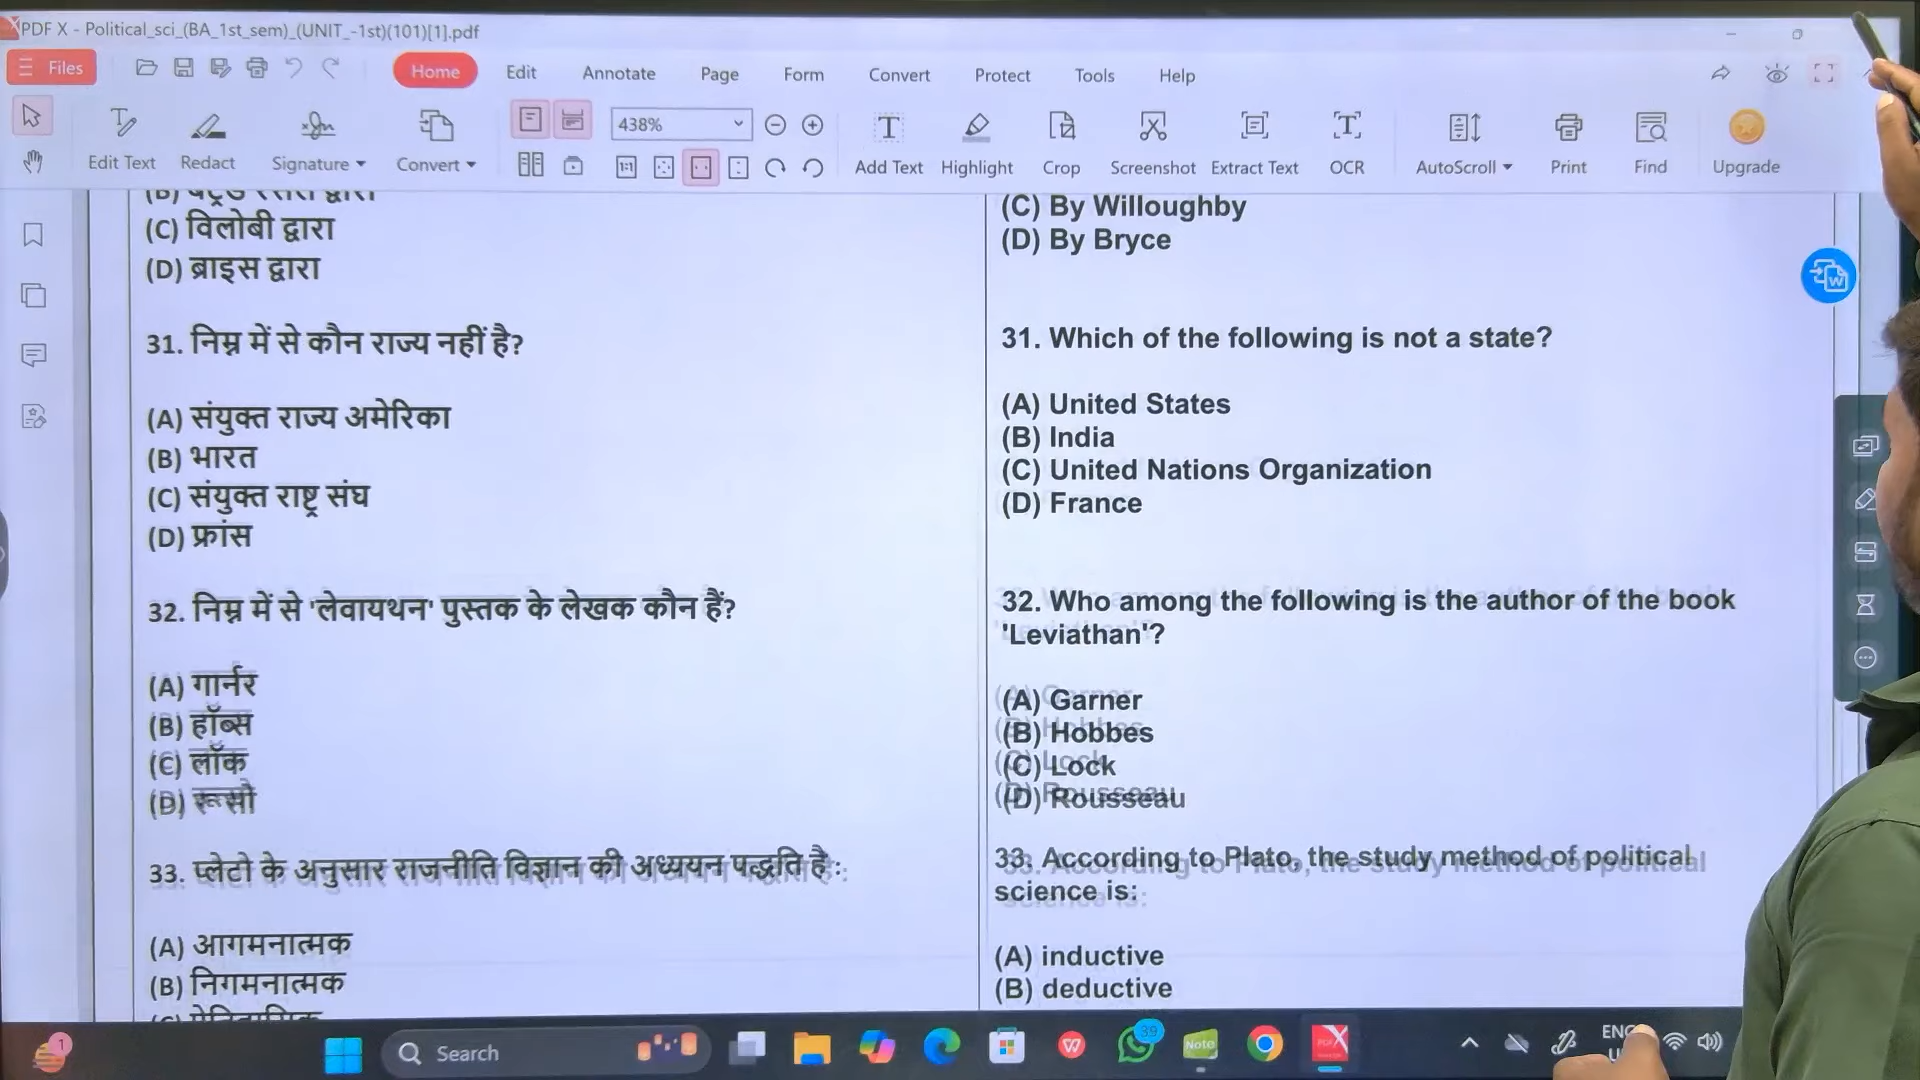 PDF X - Political_sci_(BA_1st_sem)_(UNIT_-1st)(101)[1].pdf
Files
Home
Edit
Annotate
Page
Form
Convert
Protect
Tools
Help
438%
Edit Text
Redact
Signature
Convert
Add Text
Highlight
Crop
Screenshot
Extract Text
OCR
AutoScroll
Print
Find
Upgrade
(C) विलोबी द्वारा
(D) ब्राइस द्वारा
31. निम्न में से कौन राज्य नहीं है?
(A) संयुक्त राज्य अमेरिका
(B) भारत
(C) संयुक्त राष्ट्र संघ
(D) फ्रांस
32. निम्न में से 'लेवायथन' पुस्तक के लेखक कौन हैं?
(A) गार्नर
(B) हॉब्स
(C) लॉक
(D) रूसौ
33. प्लेटो के अनुसार राजनीति विज्ञान की अध्ययन पद्धति है :
(A) आगमनात्मक
(B) निगमनात्मक
(C) By Willoughby
(D) By Bryce
31. Which of the following is not a state?
(A) United States
(B) India
(C) United Nations Organization
(D) France
32. Who among the following is the author of the book
'Leviathan'?
(A) Garner
(B) Hobbes
(C) Lock
(D) Rousseau
33. According to Plato, the study method of political
science is:
(A) inductive
(B) deductive
1
Search
39
Note
ENG